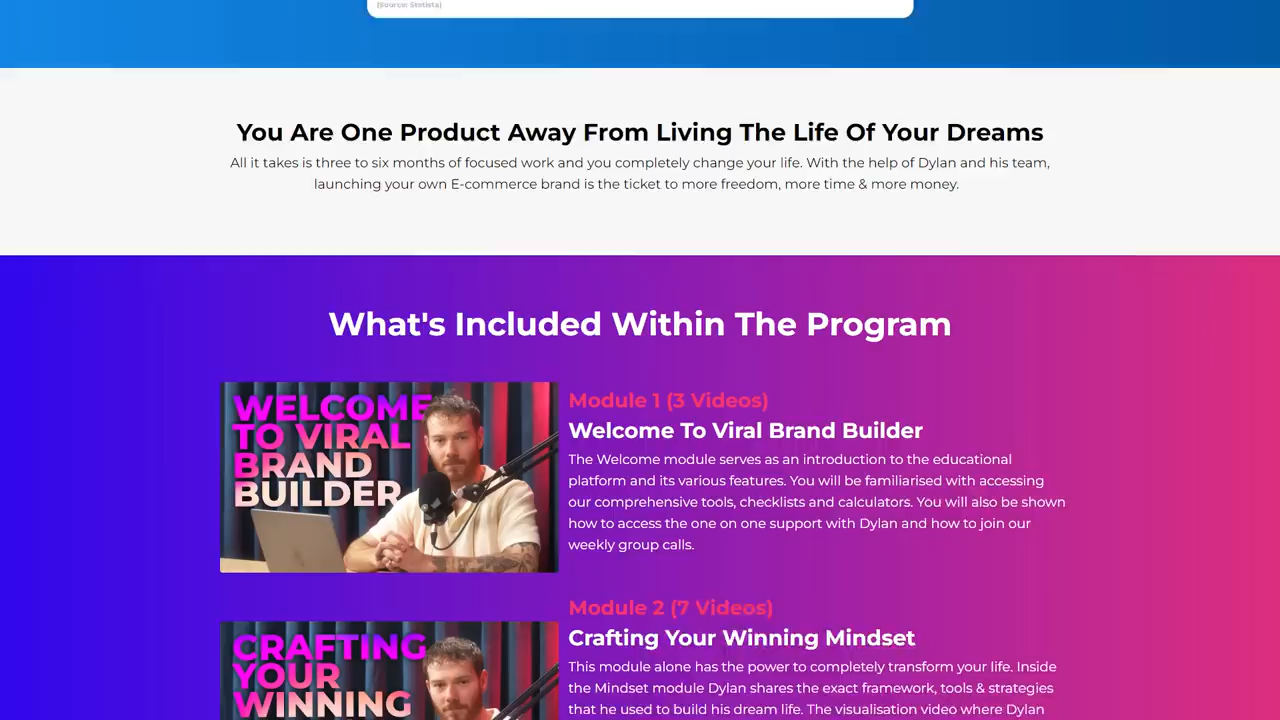 (Source: Statista)
You Are One Product Away From Living The Life Of Your Dreams
All it takes is three to six months of focused work and you completely change your life. With the help of Dylan and his team,
launching your own E-commerce brand is the ticket to more freedom, more time & more money.
What's Included Within The Program
WELCOME
TO VIRAL
BRAND
BUILDER
Module 1 (3 Videos)
Welcome To Viral Brand Builder
The Welcome module serves as an introduction to the educational
platform and its various features. You will be familiarised with accessing
our comprehensive tools, checklists and calculators. You will also be shown
how to access the one on one support with Dylan and how to join our
weekly group calls.
CRAFTING
YOUR
WINNING
Module 2 (7 Videos)
Crafting Your Winning Mindset
This module alone has the power to completely transform your life. Inside
the Mindset module Dylan shares the exact framework, tools & strategies
that he used to build his dream life. The visualisation video where Dylan